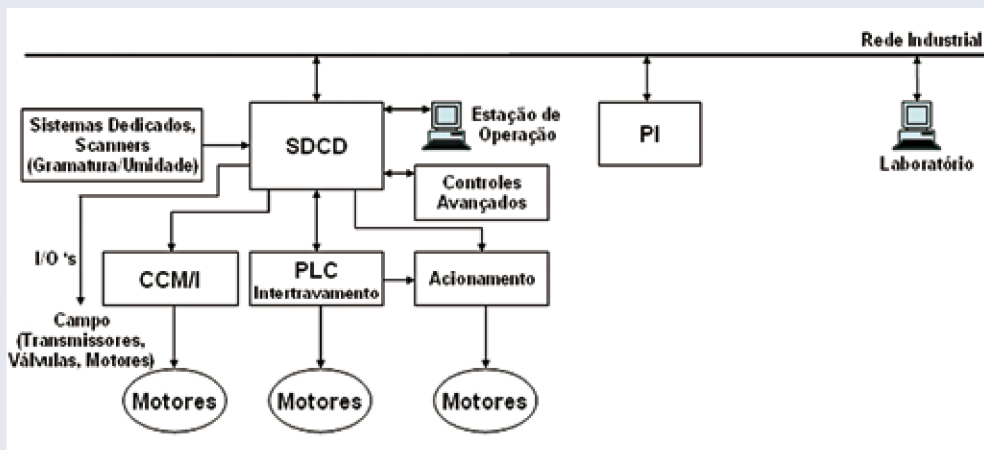 Rede Industrial
Sistemas Dedicados,
Scanners
(Gramatura/Umidade)
SDCD
Estação de
Operação
PI
Laboratório
Controles
Avançados
I/O 's
CCM/I
PLC
Intertravamento
Acionamento
Campo
(Transmissores,
Válvulas, Motores)
Motores
Motores
Motores